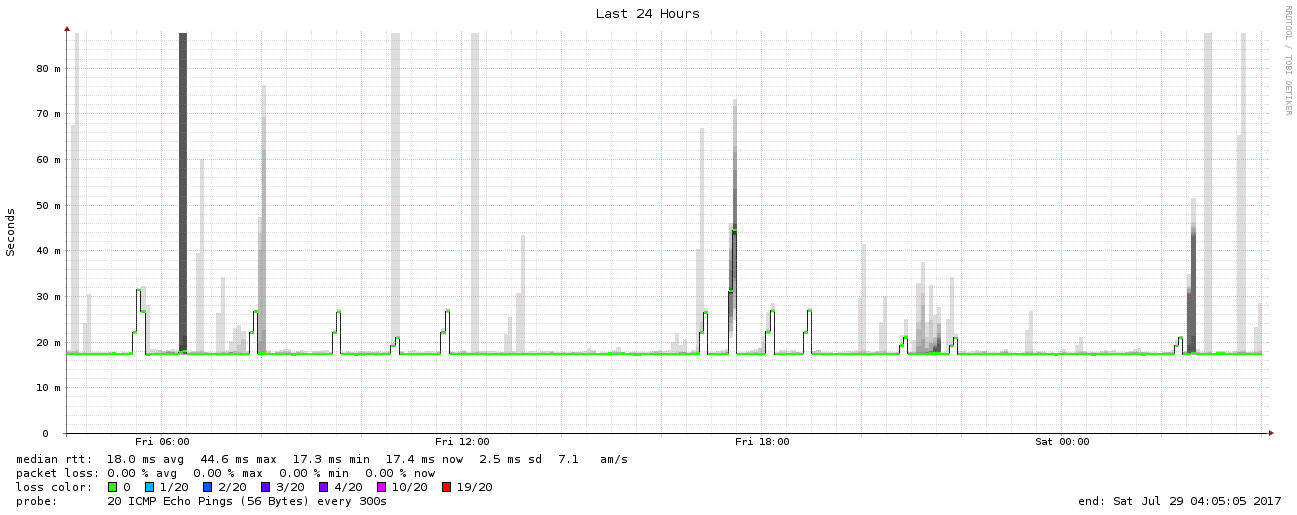 Last 24 Hours
RRDTOOL / TOBI OETIKER
Seconds
80 m
70 m
60 m
50 m
40 m
30 m
20 m
10 m
0
Fri 06:00 Fri 12:00 Fri 18:00 Sat 00:00
median rtt: 18.0 ms avg 44.6 ms max 17.3 ms min 17.4 ms now 2.5 ms sd 7.1 am/s
packet loss: 0.00 % avg 0.00 % max 0.00 % min 0.00 % now
loss color: 0 1/20 2/20 3/20 4/20 10/20 19/20
probe: 20 ICMP Echo Pings (56 Bytes) every 300s end: Sat Jul 29 04:05:05 2017